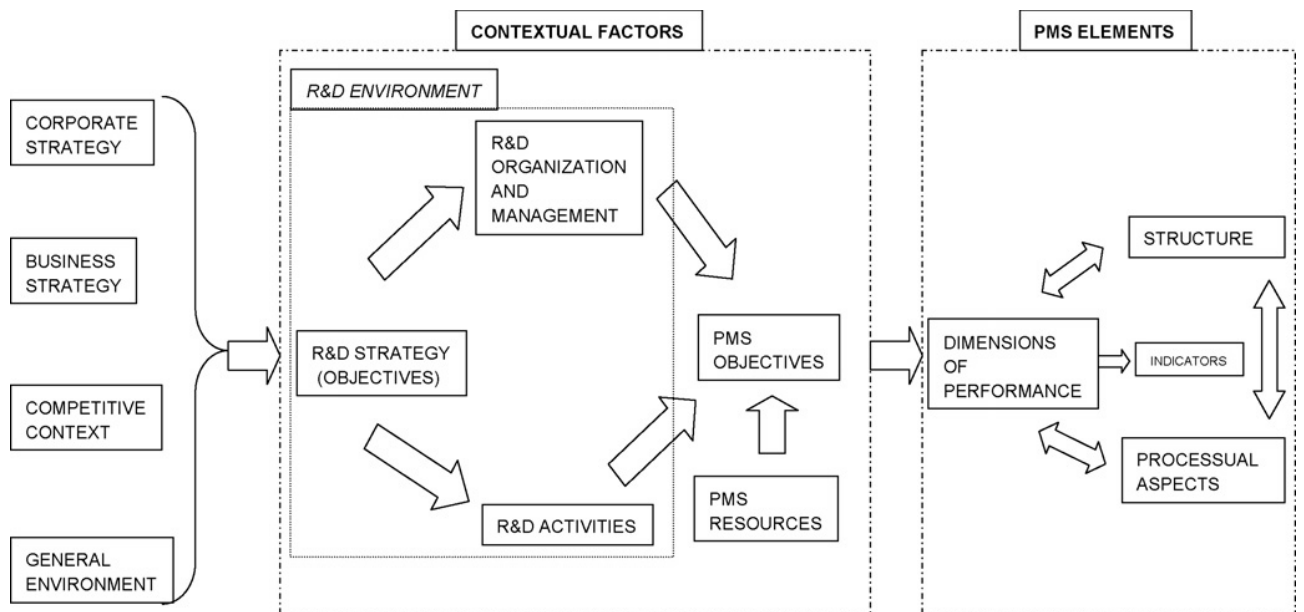 CONTEXTUAL FACTORS
PMS ELEMENTS
R&D ENVIRONMENT
CORPORATE
STRATEGY
BUSINESS
STRATEGY
COMPETITIVE
CONTEXT
GENERAL
ENVIRONMENT
R&D
ORGANIZATION
AND
MANAGEMENT
R&D STRATEGY
(OBJECTIVES)
R&D ACTIVITIES
PMS
OBJECTIVES
PMS
RESOURCES
DIMENSIONS
OF
PERFORMANCE
STRUCTURE
INDICATORS
PROCESSUAL
ASPECTS